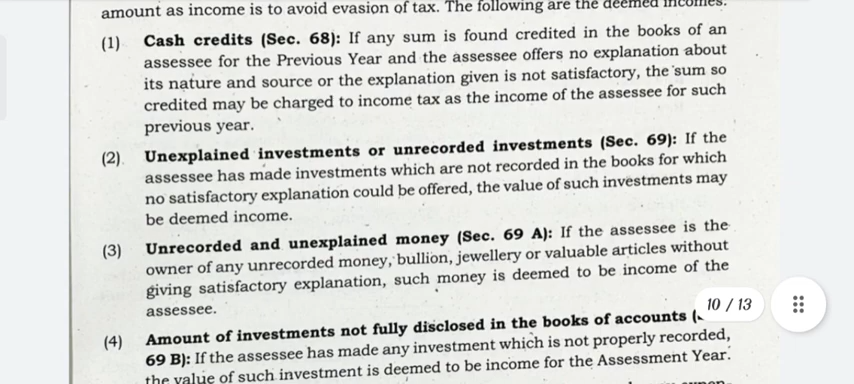 amount as income is to avoid evasion of tax. The following are the deemed incomes.
(1) Cash credits (Sec. 68): If any sum is found credited in the books of an
assessee for the Previous Year and the assessee offers no explanation about
its nature and source or the explanation given is not satisfactory, the sum so
credited may be charged to income tax as the income of the assessee for such
previous year.
(2) Unexplained investments or unrecorded investments (Sec. 69): If the
assessee has made investments which are not recorded in the books for which
no satisfactory explanation could be offered, the value of such investments may
be deemed income.
(3) Unrecorded and unexplained money (Sec. 69 A): If the assessee is the
owner of any unrecorded money, bullion, jewellery or valuable articles without
giving satisfactory explanation, such money is deemed to be income of the
assessee.
10 / 13
(4) Amount of investments not fully disclosed in the books of accounts (
69 B): If the assessee has made any investment which is not properly recorded,
the value of such investment is deemed to be income for the Assessment Year.